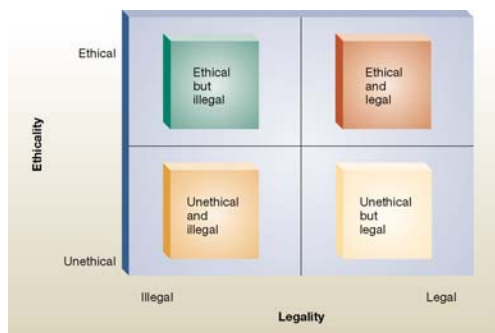 Ethical
Ethical
but
illegal
Ethical
and
legal
Ethicality
Unethical
and
illegal
Unethical
but
legal
Unethical
Illegal
Legal
Legality